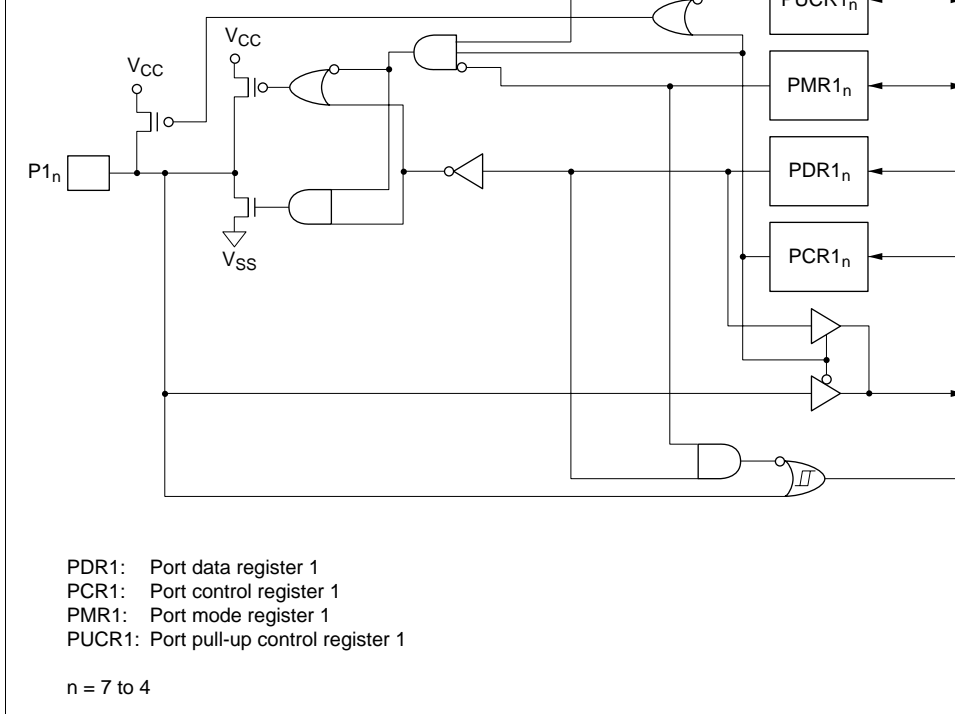 PUCR1n
VCC
VCC
PMR1n
P1n
PDR1n
PCR1n
VSS
PDR1: Port data register 1
PCR1: Port control register 1
PMR1: Port mode register 1
PUCR1: Port pull-up control register 1
n = 7 to 4